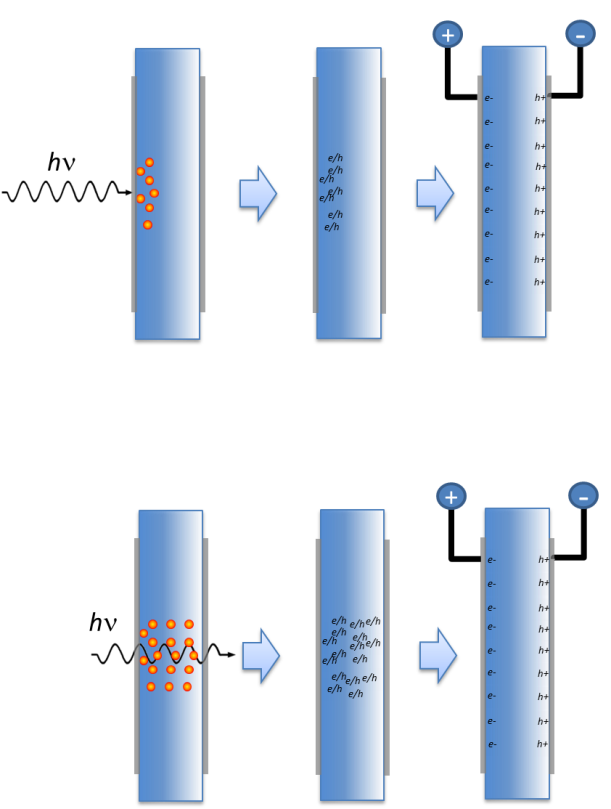 hν
e/h
e/h
e/h
e/h
e/h
e/h
e/h
+ -
e- h+
e- h+
e- h+
e- h+
e- h+
e- h+
e- h+
e- h+
e- h+
hν
e/h e/h e/h
e/h e/h
e/h e/h e/h
e/h e/h
e/h
e/h e/h e/h
e/h e/h
+ -
e- h+
e- h+
e- h+
e- h+
e- h+
e- h+
e- h+
e- h+
e- h+